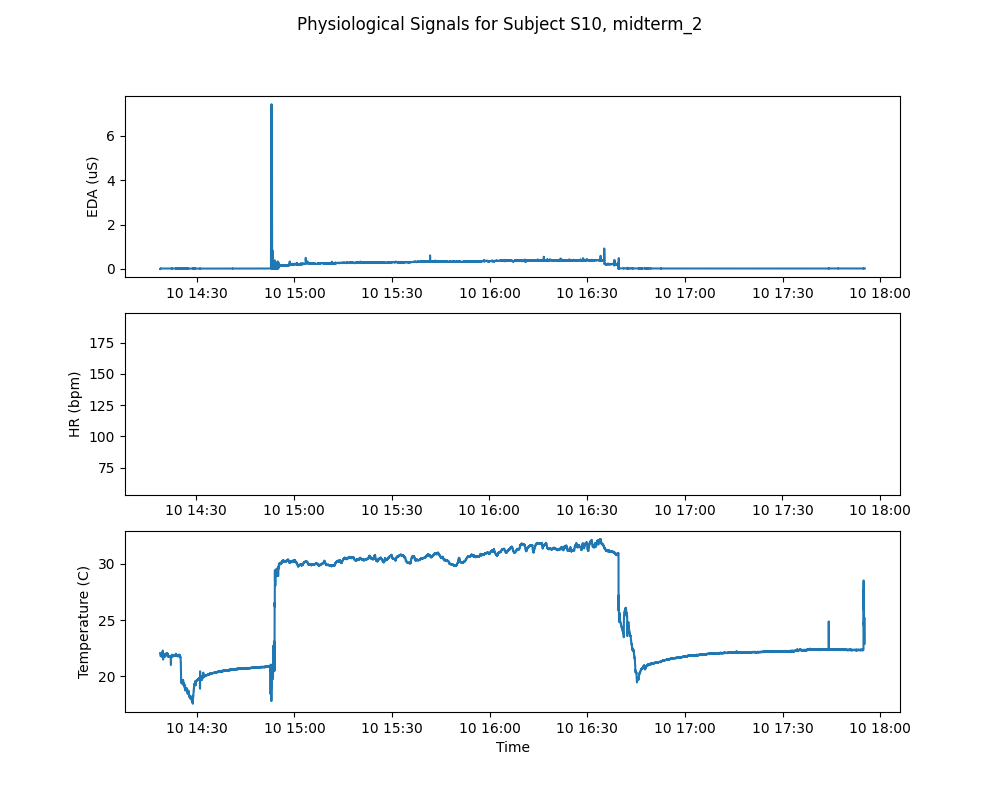 Physiological Signals for Subject S10, midterm_2
EDA (uS)
6
4
2
0
10 14:30 10 15:00 10 15:30 10 16:00 10 16:30 10 17:00 10 17:30 10 18:00
HR (bpm)
175
150
125
100
75
10 14:30 10 15:00 10 15:30 10 16:00 10 16:30 10 17:00 10 17:30 10 18:00
Temperature (C)
30
25
20
10 14:30 10 15:00 10 15:30 10 16:00 10 16:30 10 17:00 10 17:30 10 18:00
Time